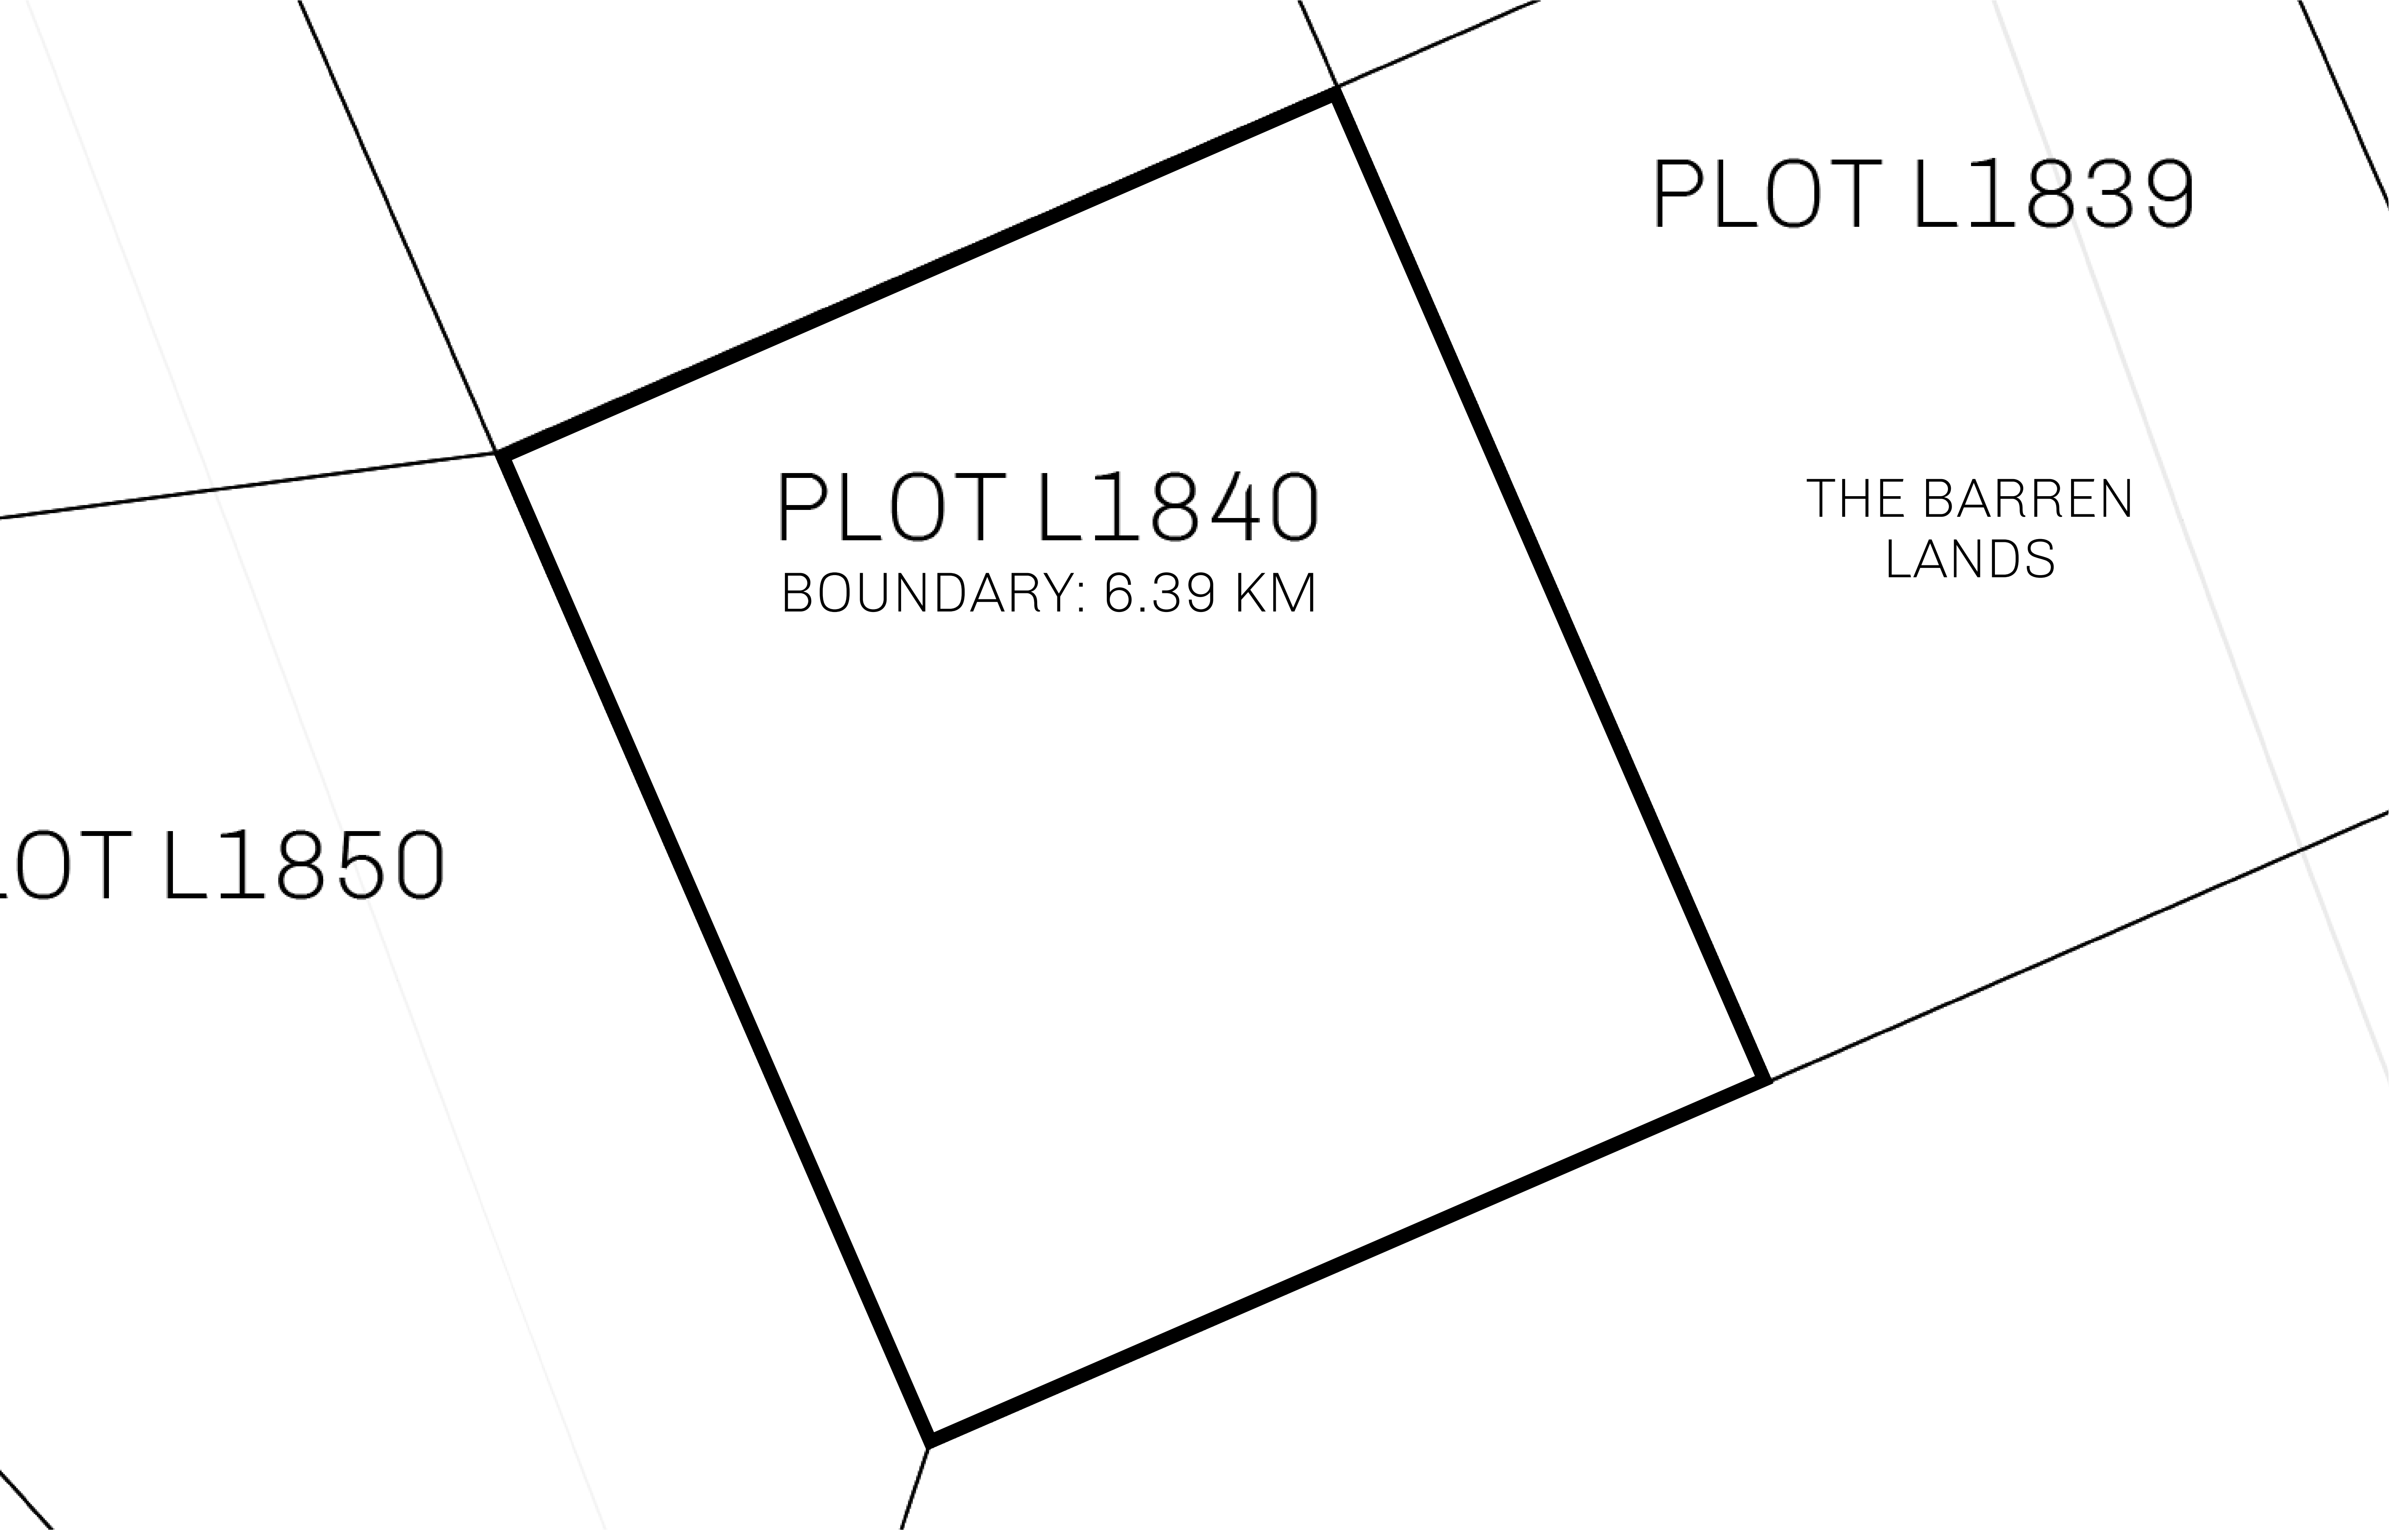 PLOT L1839
PLOT L1840
BOUNDARY: 6.39 KM
THE BARREN
LANDS
LOT L1850